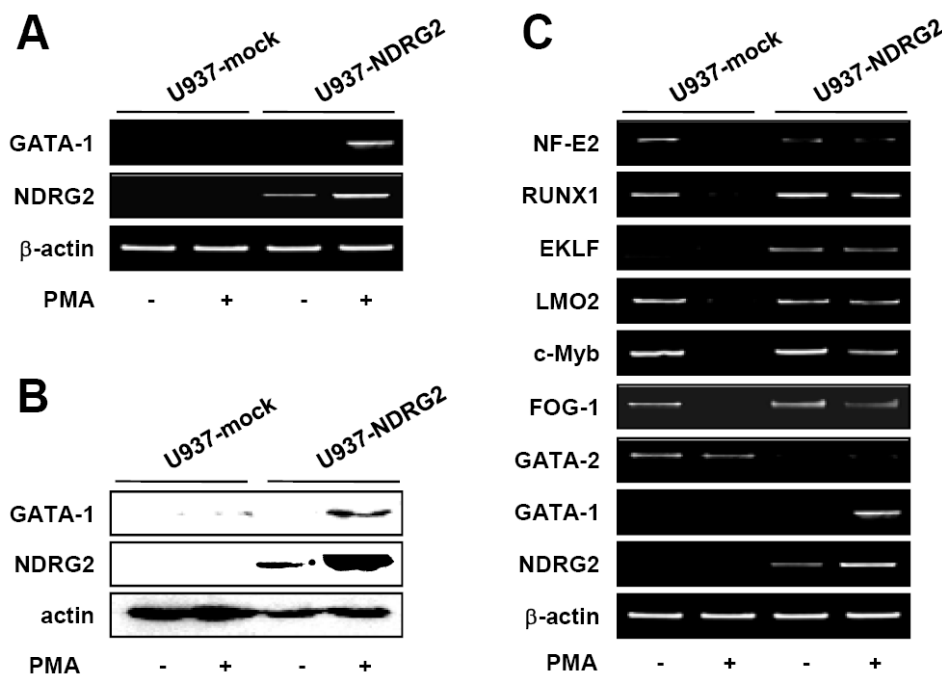 A
U937-mock
U937-NDRG2
GATA-1
NDRG2
β-actin
PMA - + - +
B
U937-mock
U937-NDRG2
GATA-1
NDRG2
actin
PMA - + - +
C
U937-mock
U937-NDRG2
NF-E2
RUNX1
EKLF
LMO2
c-Myb
FOG-1
GATA-2
GATA-1
NDRG2
β-actin
PMA - + - +